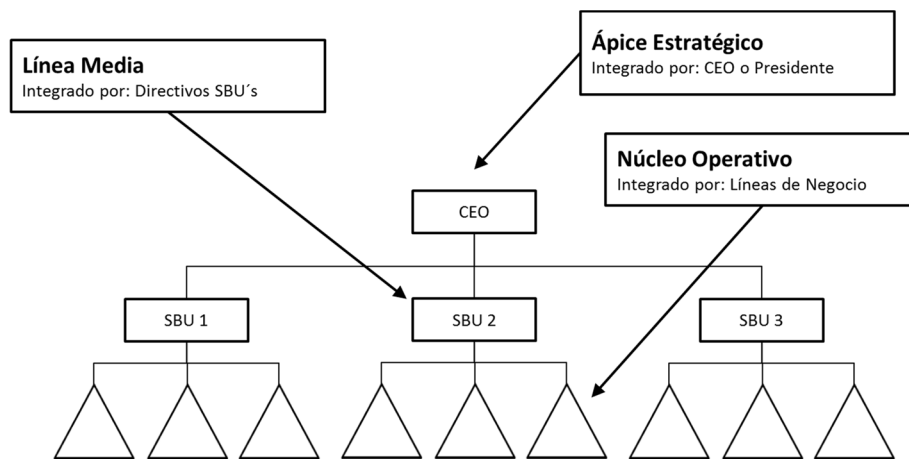 Ápice Estratégico
Integrado por: CEO o Presidente
Línea Media
Integrado por: Directivos SBU´s
Núcleo Operativo
Integrado por: Líneas de Negocio
CEO
SBU 1
SBU 2
SBU 3